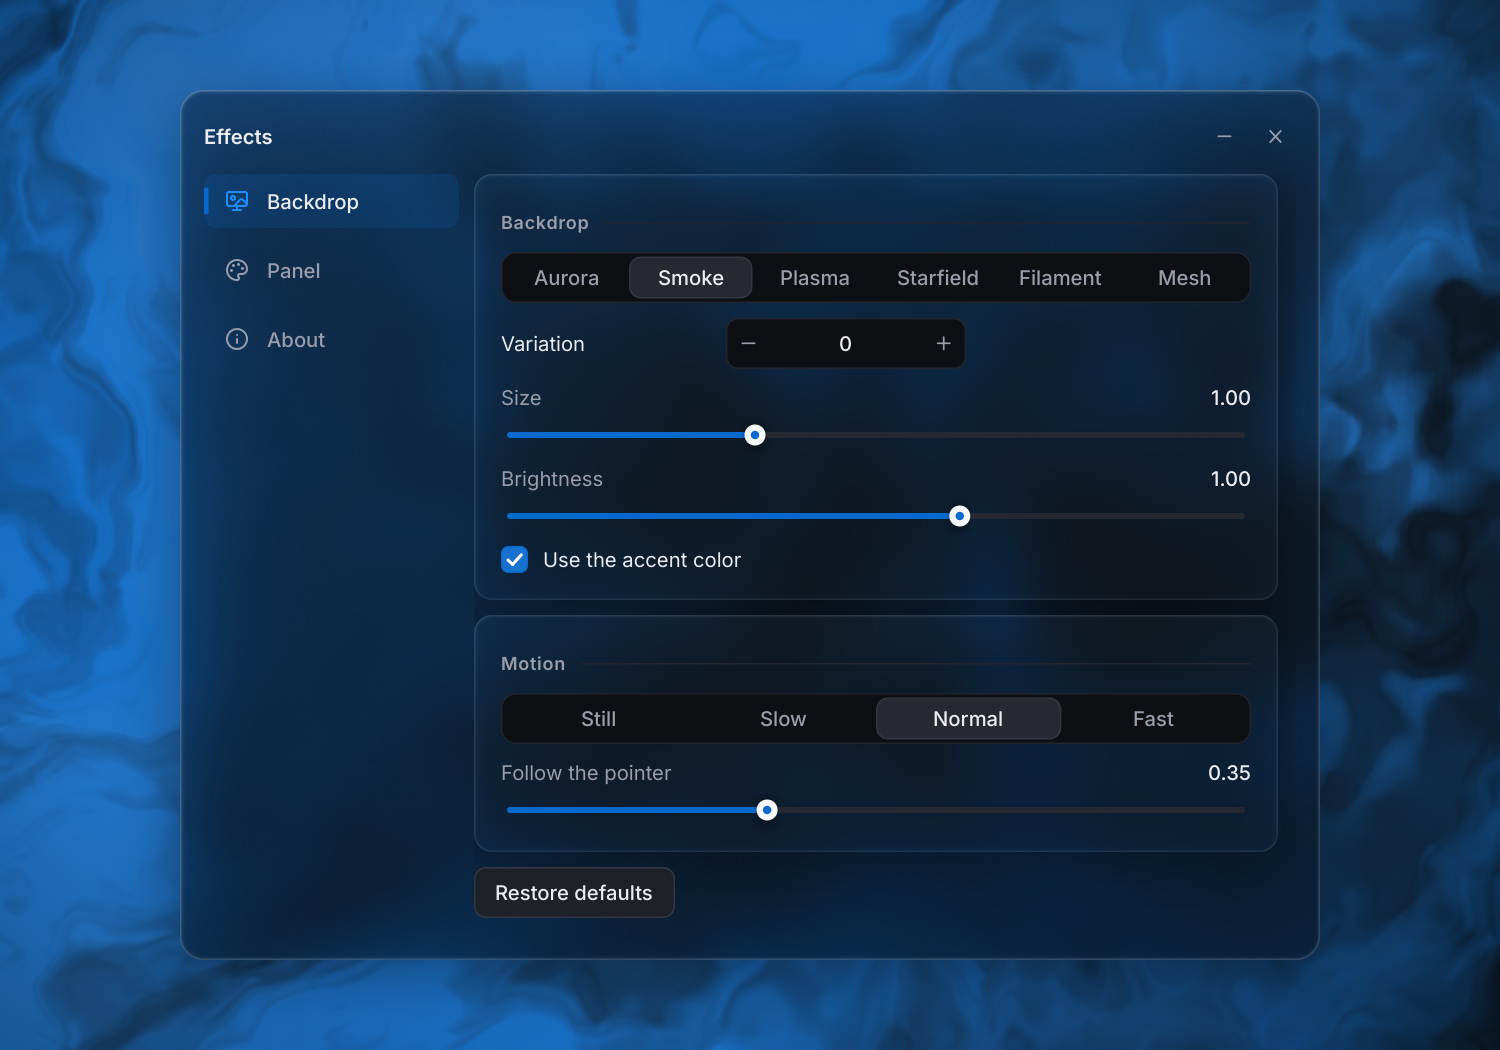 Effects
Backdrop
Panel
About
Backdrop
Aurora Smoke Plasma Starfield Filament Mesh
Variation 0
Size 1.00
Brightness 1.00
Use the accent color
Motion
Still Slow Normal Fast
Follow the pointer 0.35
Restore defaults